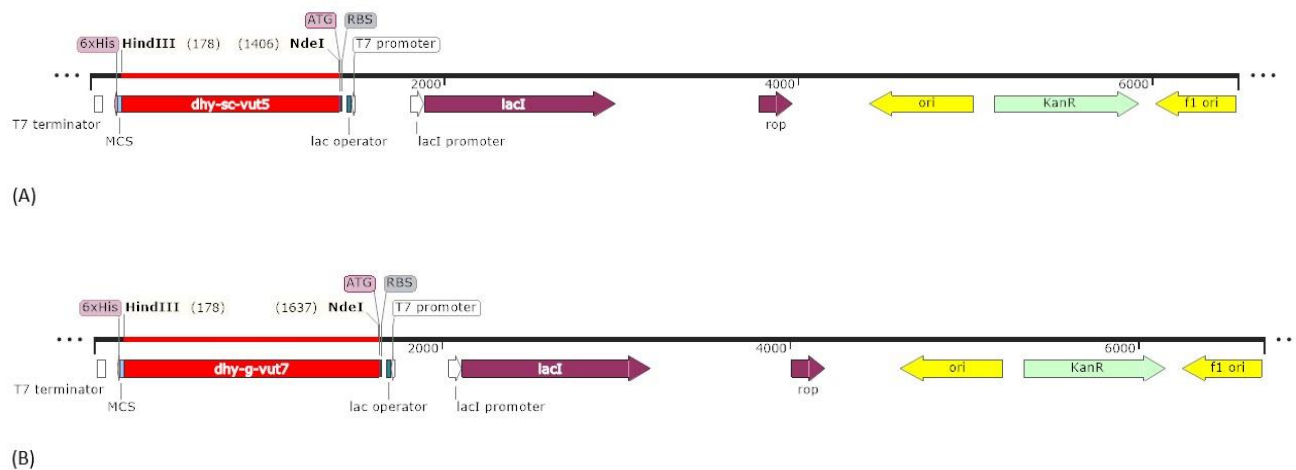 ATG RBS
6xHis HindIII (178) (1406) NdeI T7 promoter
2000 4000 6000
dhy-sc-vut5 lacI ori KanR f1 ori
T7 terminator rop
MCS lac operator lacI promoter
(A)
ATG RBS
6xHis HindIII (178) (1637) NdeI T7 promoter
2000 4000 6000
dhy-g-vut7 lacI ori KanR f1 ori
T7 terminator rop
MCS lac operator lacI promoter
(B)